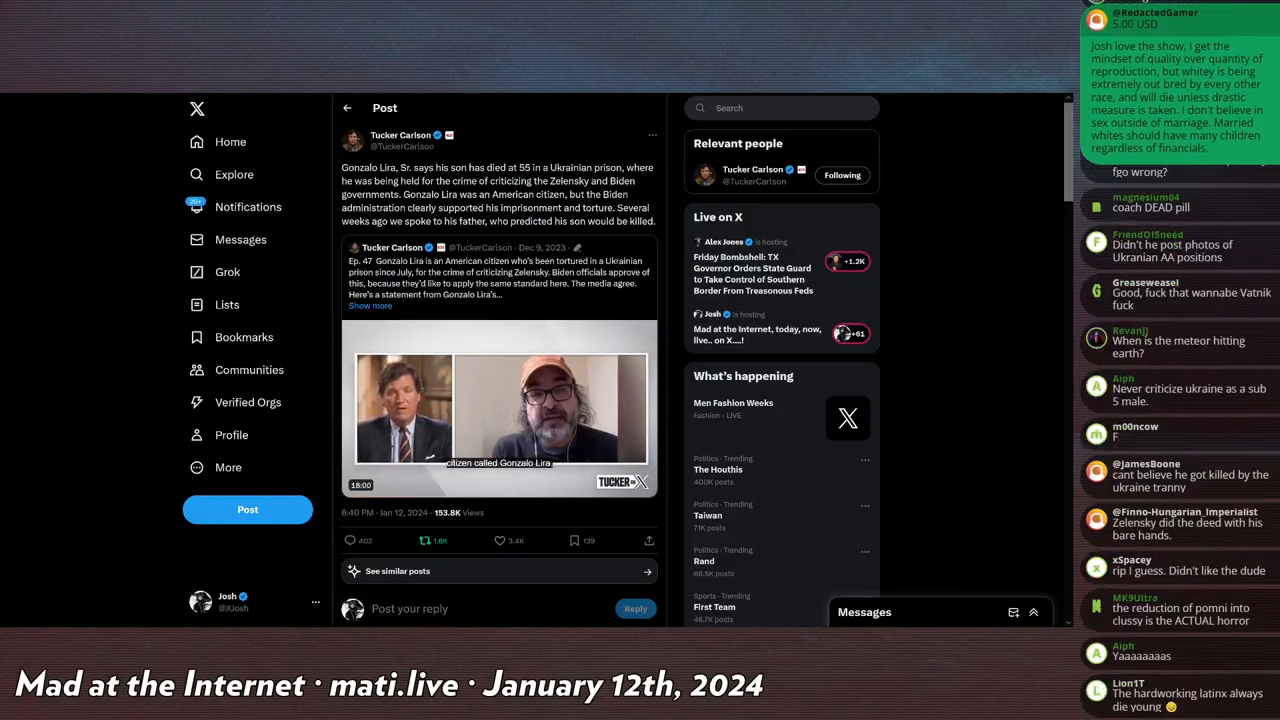 Home
Explore
20+
Notifications
Messages
Grok
Lists
Bookmarks
Communities
Verified Orgs
Profile
More
Post
Josh
@XJosh
Post
Tucker Carlson
@TuckerCarlson
Gonzalo Lira, Sr. says his son has died at 55 in a Ukrainian prison, where
he was being held for the crime of criticizing the Zelensky and Biden
governments. Gonzalo Lira was an American citizen, but the Biden
administration clearly supported his imprisonment and torture. Several
weeks ago we spoke to his father, who predicted his son would be killed.
Tucker Carlson @TuckerCarlson · Dec 9, 2023 ·
Ep. 47 Gonzalo Lira is an American citizen who's been tortured in a Ukrainian
prison since July, for the crime of criticizing Zelensky. Biden officials approve of
this, because they'd like to apply the same standard here. The media agree.
Here's a statement from Gonzalo Lira's...
Show more
citizen called Gonzalo Lira
18:00
TUCKER on X
6:40 PM · Jan 12, 2024 · 153.8K Views
402
1.6K
3.4K
139
See similar posts
Post your reply
Reply
Search
Relevant people
Tucker Carlson
@TuckerCarlson
Following
Live on X
Alex Jones is hosting
Friday Bombshell: TX
Governor Orders State Guard
to Take Control of Southern
Border From Treasonous Feds
+1.2K
Josh is hosting
Mad at the Internet, today, now,
live.. on X....!
+61
What's happening
Men Fashion Weeks
Fashion · LIVE
Politics · Trending
The Houthis
400K posts
Politics · Trending
Taiwan
71K posts
Politics · Trending
Rand
66.5K posts
Sports · Trending
First Team
46.7K posts
Messages
@RedactedGamer
5.00 USD
Josh love the show, I get the
mindset of quality over quantity of
reproduction, but whitey is being
extremely out bred by every other
race, and will die unless drastic
measure is taken. I don't believe in
sex outside of marriage. Married
whites should have many children
regardless of financials.
fgo wrong?
magnesium04
coach DEAD pill
FriendOfSneed
Didn't he post photos of
Ukranian AA positions
Greaseweasel
Good, fuck that wannabe Vatnik
fuck
RevanJJ
When is the meteor hitting
earth?
Aiph
Never criticize ukraine as a sub
5 male.
m00ncow
F
@JamesBoone
cant believe he got killed by the
ukraine tranny
@Finno-Hungarian_Imperialist
Zelensky did the deed with his
bare hands.
xSpacey
rip I guess. Didn't like the dude
MK9Ultra
the reduction of pomni into
clussy is the ACTUAL horror
Aiph
Yaaaaaaaas
Lion1T
The hardworking latinx always
die young 😞
Mad at the Internet · mati.live · January 12th, 2024